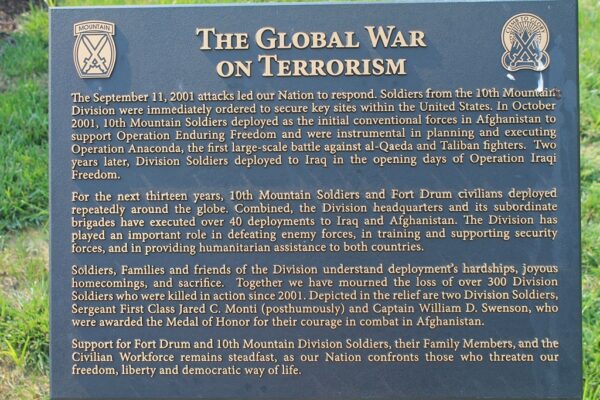 MOUNTAIN
THE GLOBAL WAR
ON TERRORISM
The September 11, 2001 attacks led our Nation to respond. Soldiers from the 10th Mountain
Division were immediately ordered to secure key sites within the United States. In October
2001, 10th Mountain Soldiers deployed as the initial conventional forces in Afghanistan to
support Operation Enduring Freedom and were instrumental in planning and executing
Operation Anaconda, the first large-scale battle against al-Qaeda and Taliban fighters. Two
years later, Division Soldiers deployed to Iraq in the opening days of Operation Iraqi
Freedom.
For the next thirteen years, 10th Mountain Soldiers and Fort Drum civilians deployed
repeatedly around the globe. Combined, the Division headquarters and its subordinate
brigades have executed over 40 deployments to Iraq and Afghanistan. The Division has
played an important role in defeating enemy forces, in training and supporting security
forces, and in providing humanitarian assistance to both countries.
Soldiers, Families and friends of the Division understand deployment's hardships, joyous
homecomings, and sacrifice. Together we have mourned the loss of over 300 Division
Soldiers who were killed in action since 2001. Depicted in the relief are two Division Soldiers,
Sergeant First Class Jared C. Monti (posthumously) and Captain William D. Swenson, who
were awarded the Medal of Honor for their courage in combat in Afghanistan.
Support for Fort Drum and 10th Mountain Division Soldiers, their Family Members, and the
Civilian Workforce remains steadfast, as our Nation confronts those who threaten our
freedom, liberty and democratic way of life.